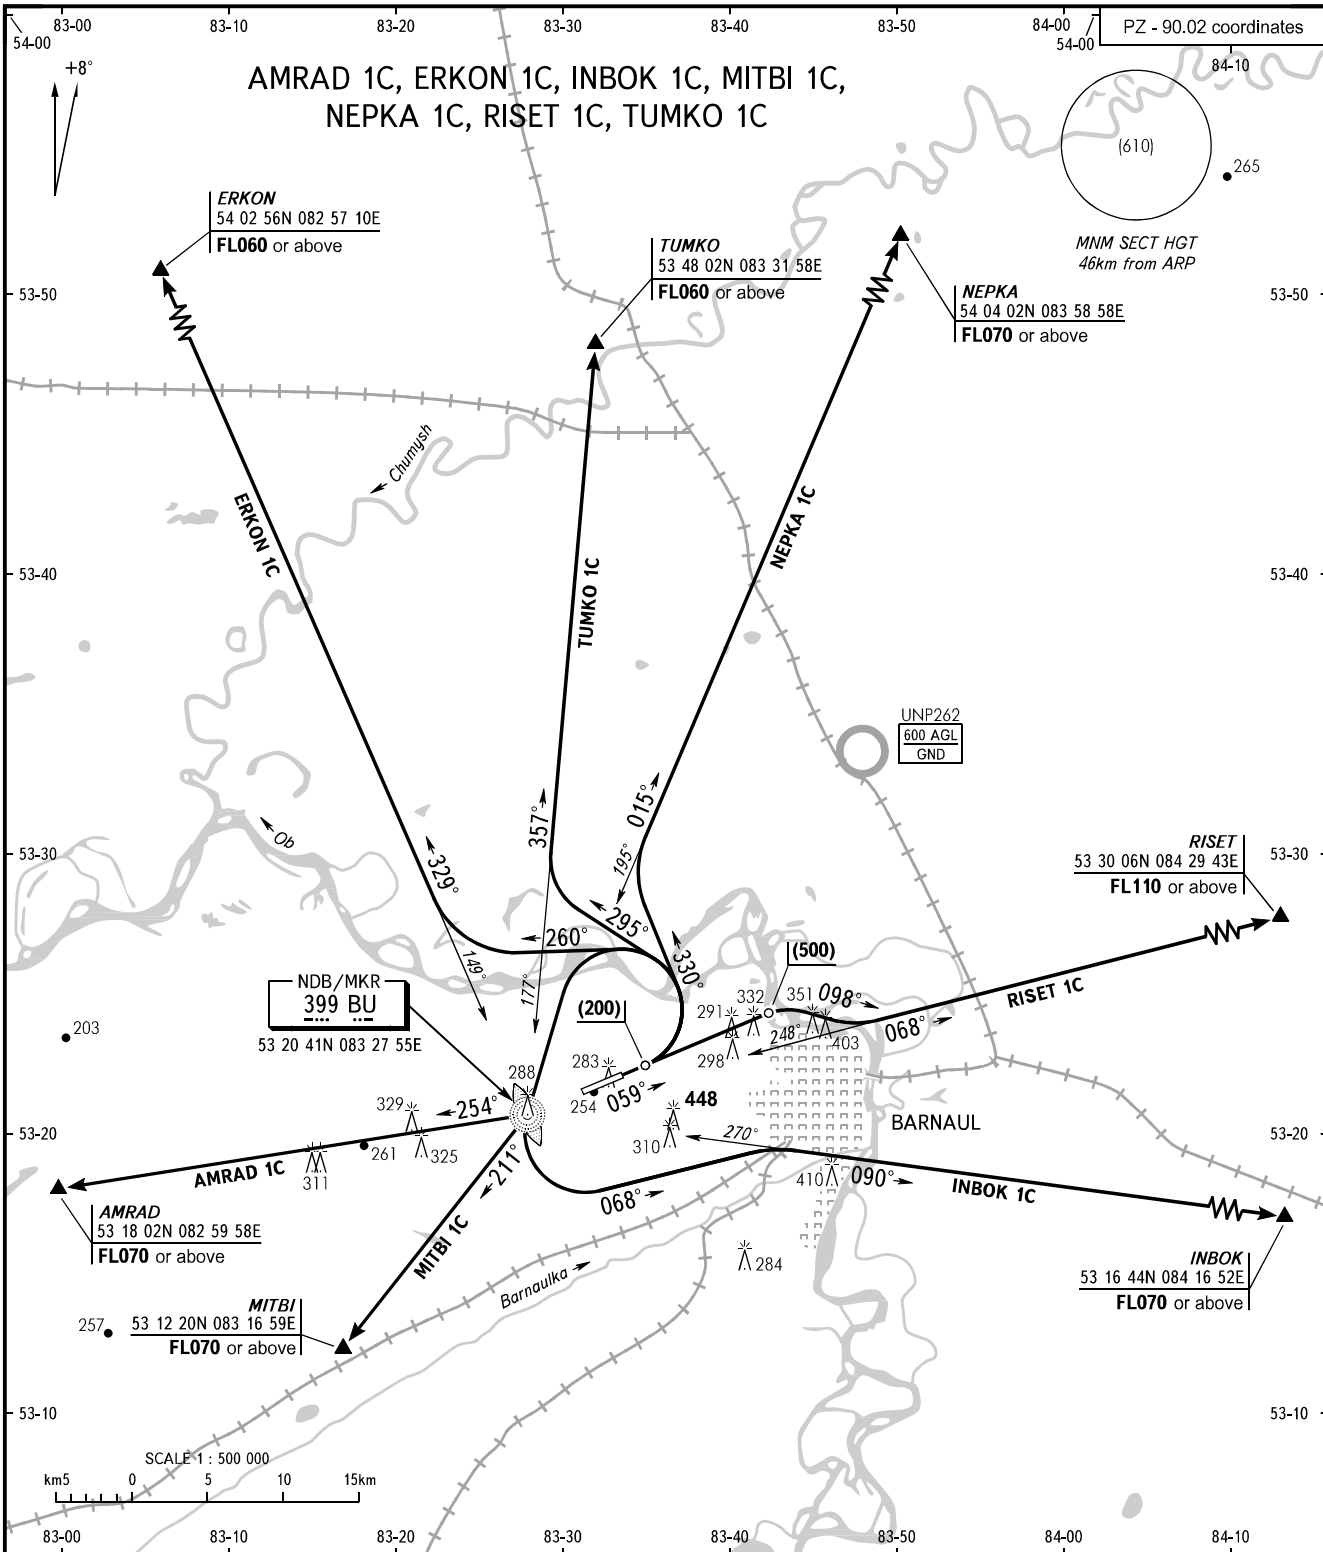 83-00
83-10
83-20
83-30
83-40
83-50
84-00
PZ - 90.02 coordinates
54-00
54-00
84-10
+8°
AMRAD 1C, ERKON 1C, INBOK 1C, MITBI 1C,
NEPKA 1C, RISET 1C, TUMKO 1C
(610)
265
MNM SECT HGT
46km from ARP
ERKON
54 02 56N 082 57 10E
FL060 or above
TUMKO
53 48 02N 083 31 58E
FL060 or above
NEPKA
54 04 02N 083 58 58E
FL070 or above
53-50
53-50
Chumysh
ERKON 1C
TUMKO 1C
NEPKA 1C
53-40
53-40
UNP262
600 AGL
GND
357°
015°
195°
Ob
329°
53-30
53-30
RISET
53 30 06N 084 29 43E
FL110 or above
295°
260°
149°
177°
330°
(500)
NDB/MKR
399 BU
53 20 41N 083 27 55E
(200)
291
332
351
098°
RISET 1C
068°
248°
403
298
203
283
288
254
059°
448
329
254°
310
270°
BARNAUL
53-20
53-20
325
261
311
AMRAD 1C
211°
068°
410
090°
INBOK 1C
AMRAD
53 18 02N 082 59 58E
FL070 or above
MITBI 1C
Barnaulka
284
INBOK
53 16 44N 084 16 52E
FL070 or above
MITBI
53 12 20N 083 16 59E
FL070 or above
257
53-10
53-10
SCALE 1 : 500 000
km5
0
5
10
15km
83-00
83-10
83-20
83-30
83-40
83-50
84-00
84-10